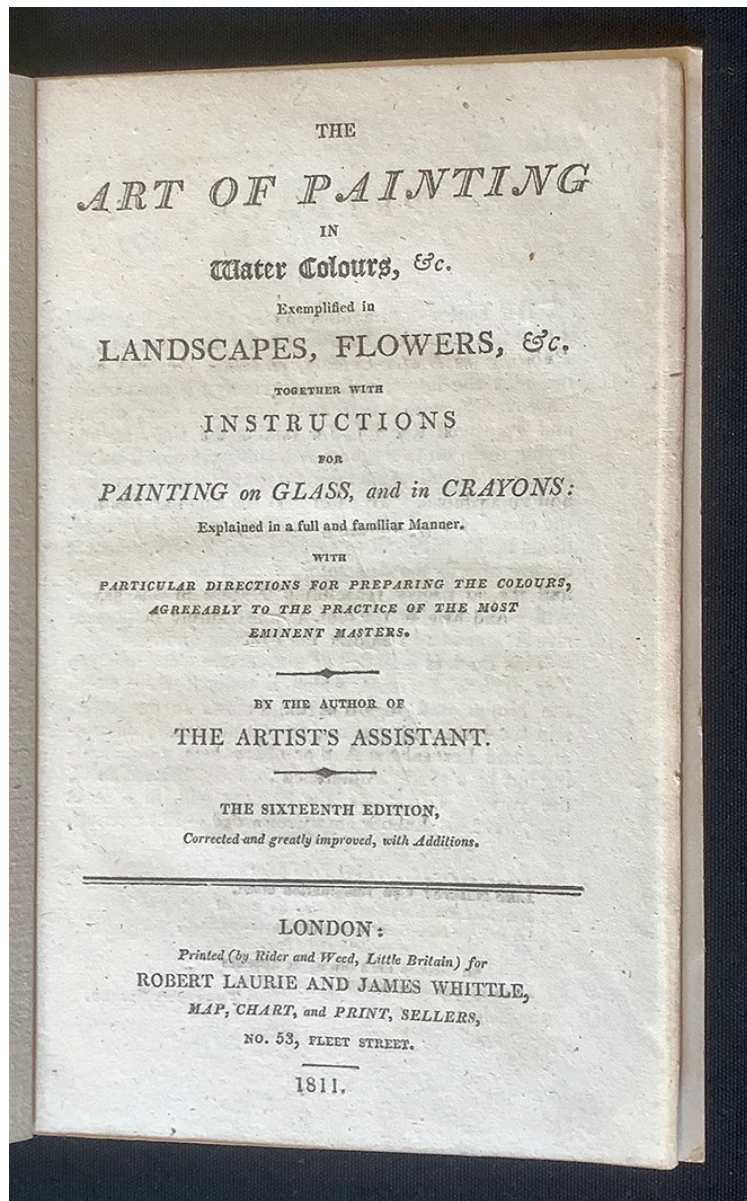 THE
ART OF PAINTING
IN
Water Colours, &c.
Exemplified in
LANDSCAPES, FLOWERS, &c.
TOGETHER WITH
INSTRUCTIONS
FOR
PAINTING on GLASS, and in CRAYONS:
Explained in a full and familiar Manner.
WITH
PARTICULAR DIRECTIONS FOR PREPARING THE COLOURS,
AGREEABLY TO THE PRACTICE OF THE MOST
EMINENT MASTERS.
BY THE AUTHOR OF
THE ARTIST'S ASSISTANT.
THE SIXTEENTH EDITION,
Corrected and greatly improved, with Additions.
LONDON:
Printed (by Rider and Weed, Little Britain) for
ROBERT LAURIE AND JAMES WHITTLE,
MAP, CHART, and PRINT, SELLERS,
NO. 53, FLEET STREET.
1811.